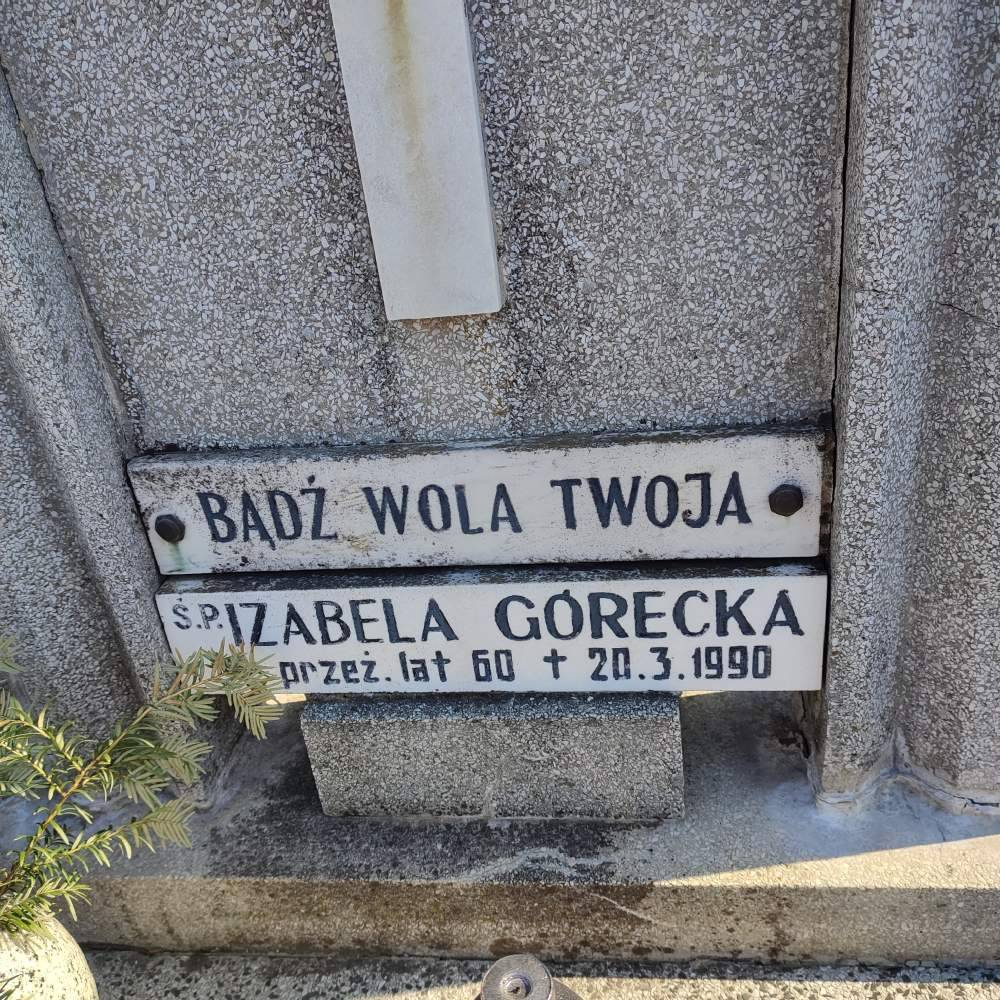 BĄDŹ WOLA TWOJA
Ś.P. IZABELA GÓRECKA
przeż. lat 60 † 20.3.1990